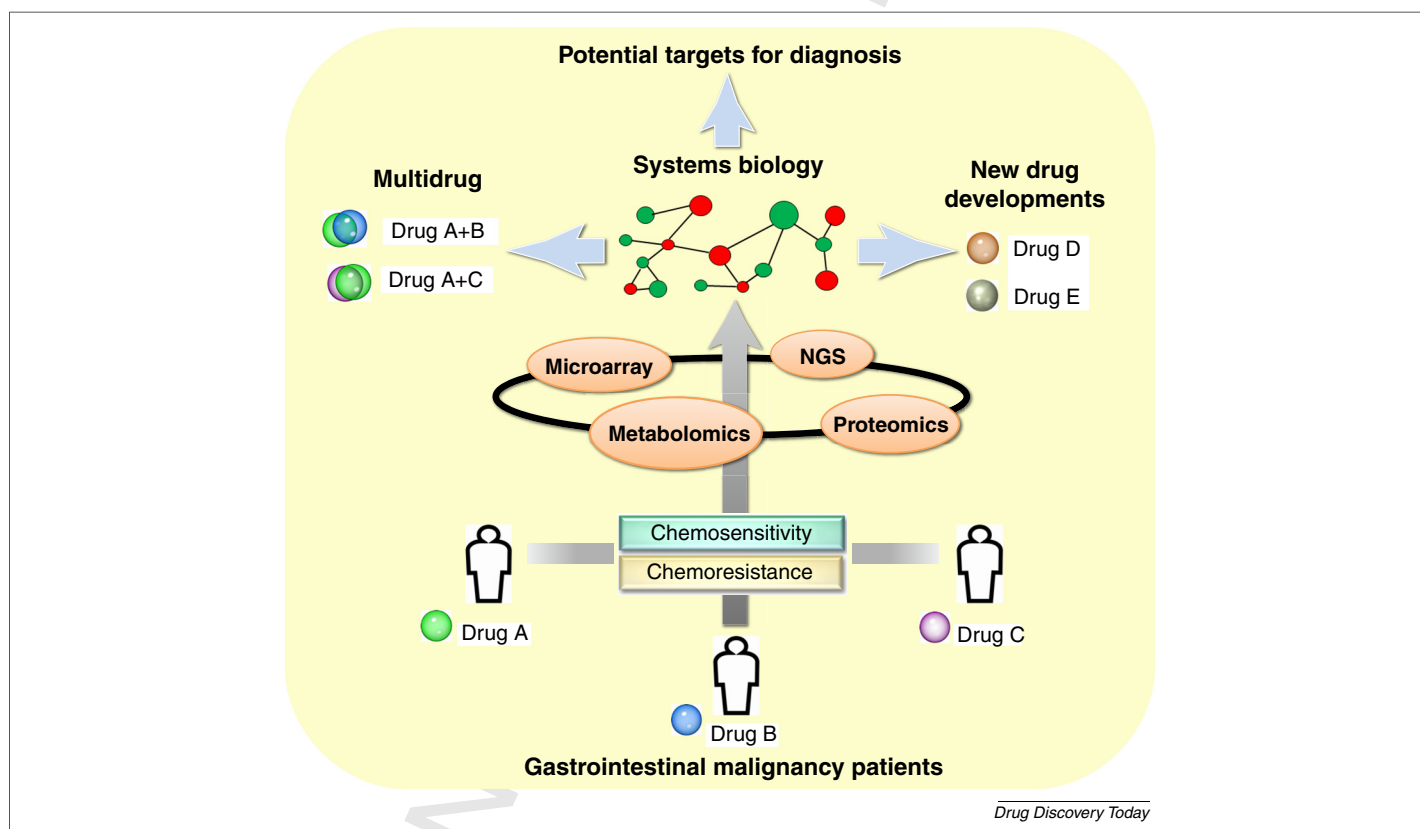 Potential targets for diagnosis
Systems biology
Multidrug
Drug A+B
Drug A+C
New drug
developments
Drug D
Drug E
Microarray
NGS
Metabolomics
Proteomics
Chemosensitivity
Chemoresistance
Drug A
Drug C
Drug B
Gastrointestinal malignancy patients
Drug Discovery Today